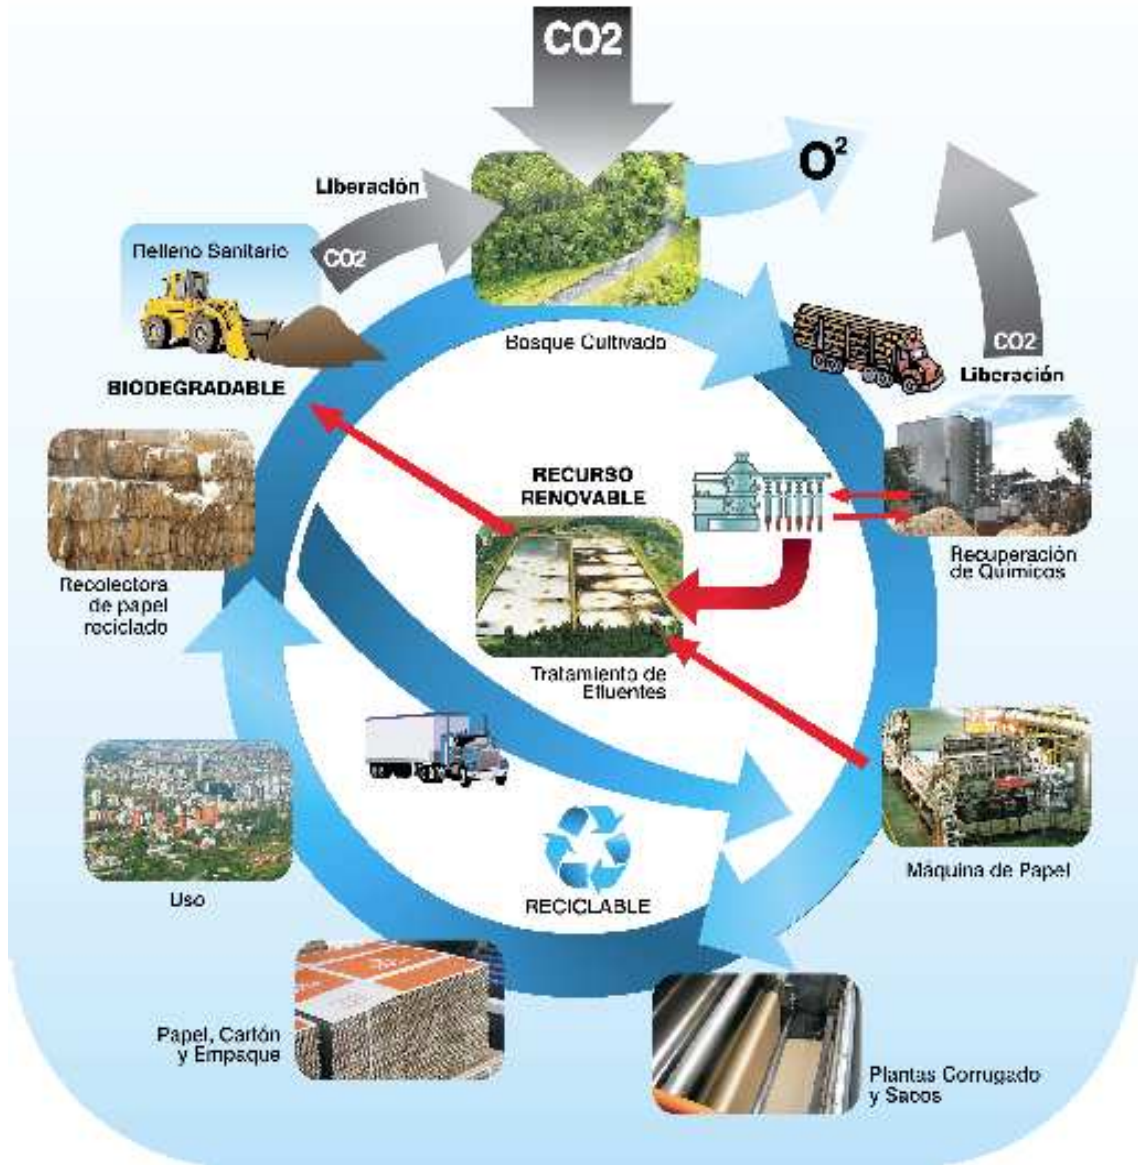 CO2
O²
Liberación
CO2
Relleno Sanitario
BIODEGRADABLE
Bosque Cultivado
CO2
Liberación
RECURSO
RENOVABLE
Recuperación
de Químicos
Recolectora
de papel
reciclado
Tratamiento de
Efluentes
Máquina de Papel
Uso
RECICLABLE
Papel, Cartón
y Empaque
Plantas Corrugado
y Sacos